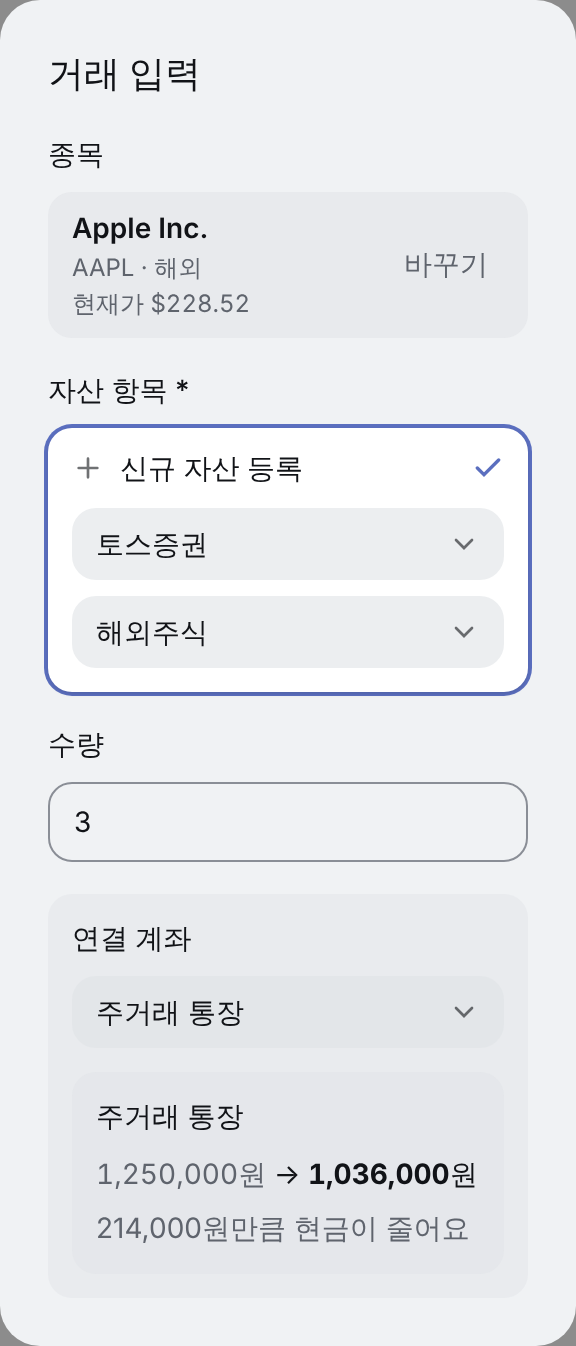 거래 입력
종목
Apple Inc.
AAPL · 해외
현재가 $228.52
바꾸기
자산 항목 *
신규 자산 등록
토스증권
해외주식
수량
3
연결 계좌
주거래 통장
주거래 통장
1,250,000원 → 1,036,000원
214,000원만큼 현금이 줄어요